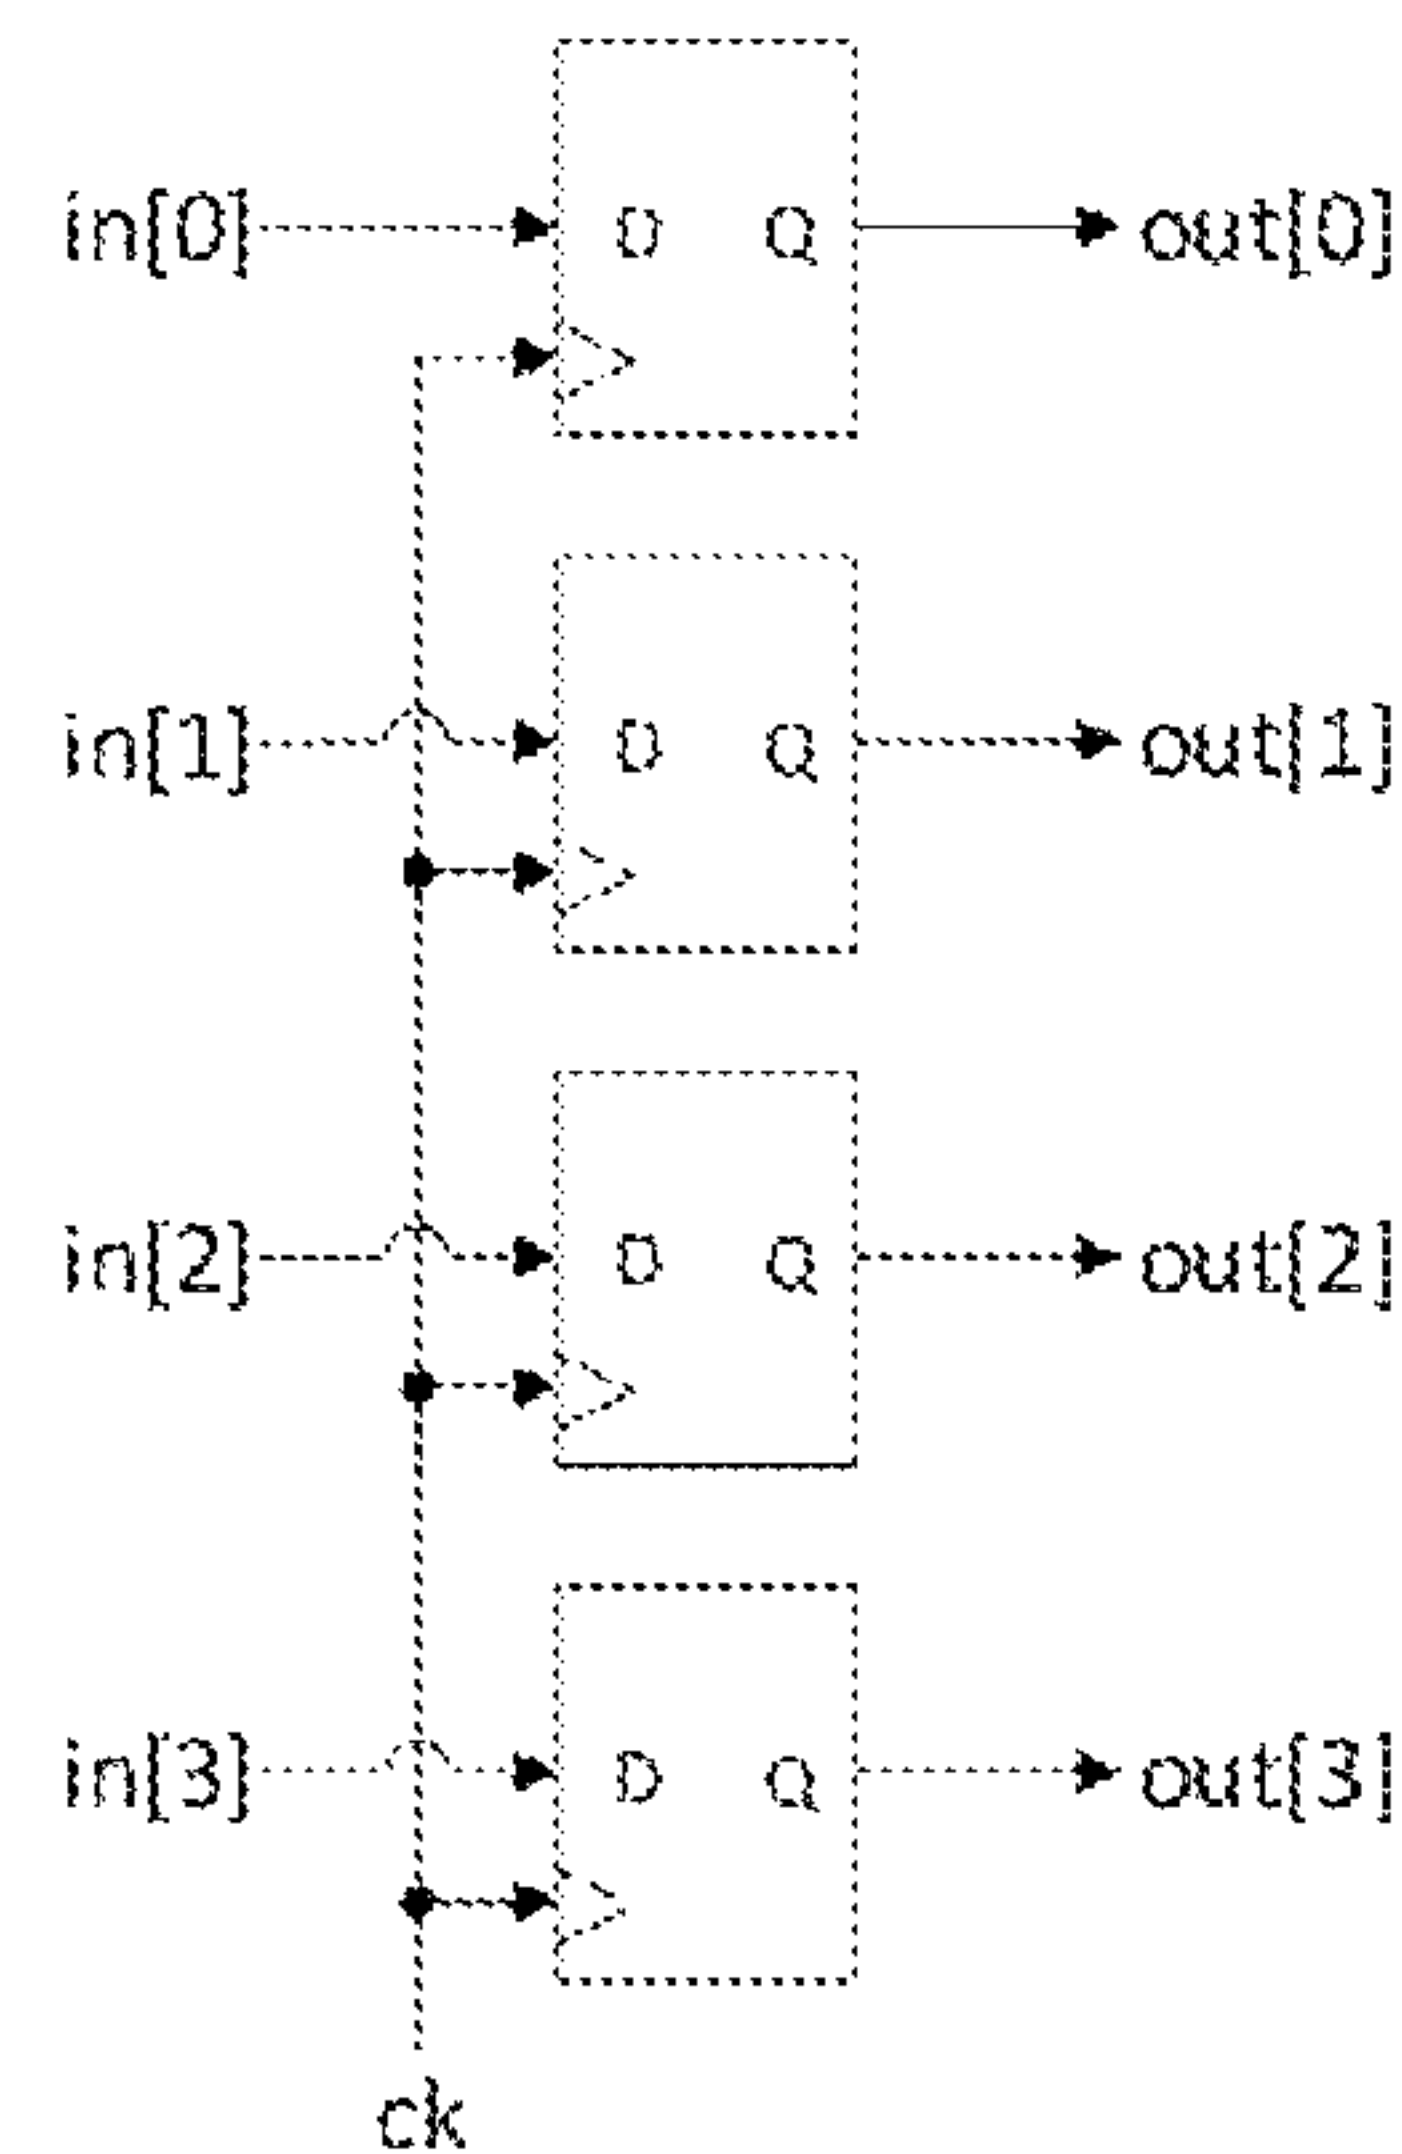 in[0] D Q out[0]
in[1] D Q out[1]
in[2] D Q out[2]
in[3] D Q out[3]
ck